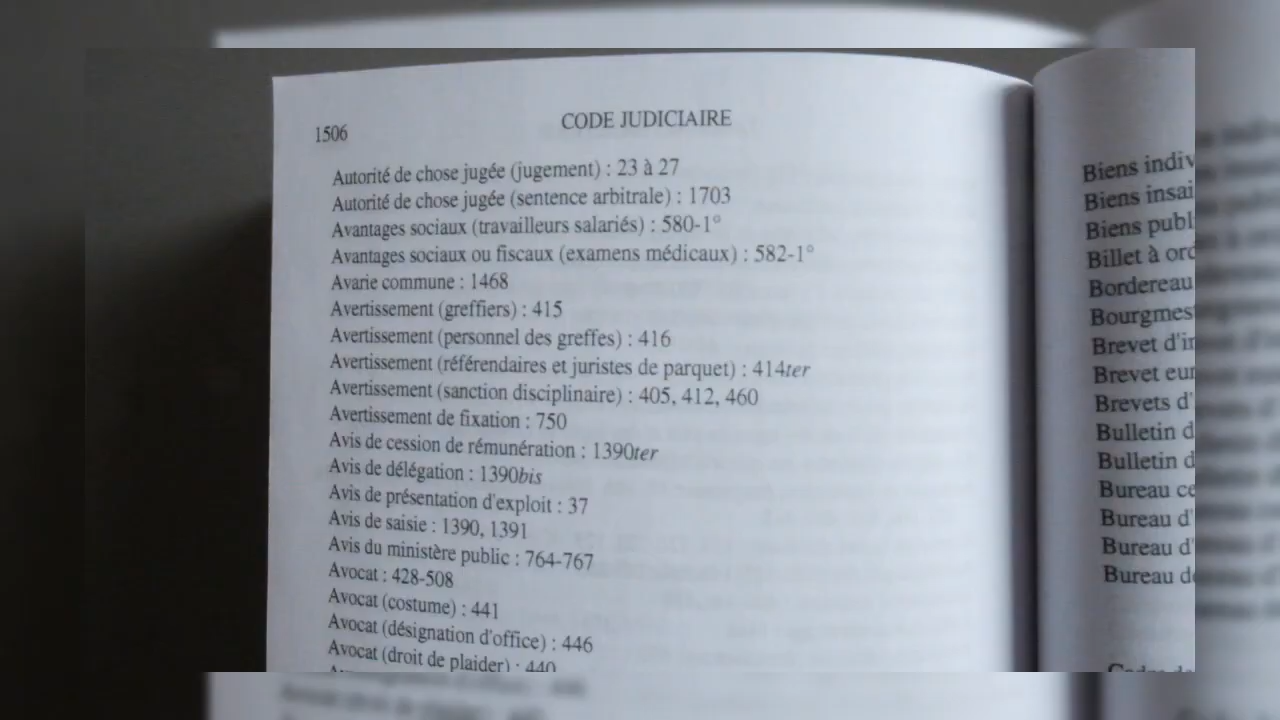 1506
CODE JUDICIAIRE
Autorité de chose jugée (jugement) : 23 à 27
Autorité de chose jugée (sentence arbitrale) : 1703
Avantages sociaux (travailleurs salariés) : 580-1°
Avantages sociaux ou fiscaux (examens médicaux) : 582-1°
Avarie commune : 1468
Avertissement (greffiers) : 415
Avertissement (personnel des greffes) : 416
Avertissement (référendaires et juristes de parquet) : 414ter
Avertissement (sanction disciplinaire) : 405, 412, 460
Avertissement de fixation : 750
Avis de cession de rémunération : 1390ter
Avis de délégation : 1390bis
Avis de présentation d'exploit : 37
Avis de saisie : 1390, 1391
Avis du ministère public : 764-767
Avocat : 428-508
Avocat (costume) : 441
Avocat (désignation d'office) : 446
Avocat (droit de plaider) : 440
Biens indiv
Biens insai
Biens publ
Billet à ord
Bordereau
Bourgmest
Brevet d'in
Brevet eur
Brevets d'
Bulletin d
Bulletin d
Bureau ce
Bureau d'
Bureau d'
Bureau de